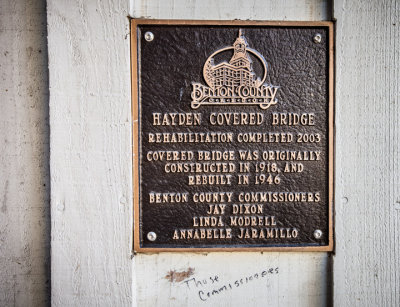 BENTON COUNTY
OREGON
HAYDEN COVERED BRIDGE
REHABILITATION COMPLETED 2003
COVERED BRIDGE WAS ORIGINALLY
CONSTRUCTED IN 1918, AND
REBUILT IN 1946
BENTON COUNTY COMMISSIONERS
JAY DIXON
LINDA MODRELL
ANNABELLE JARAMILLO
Those
Commissioners